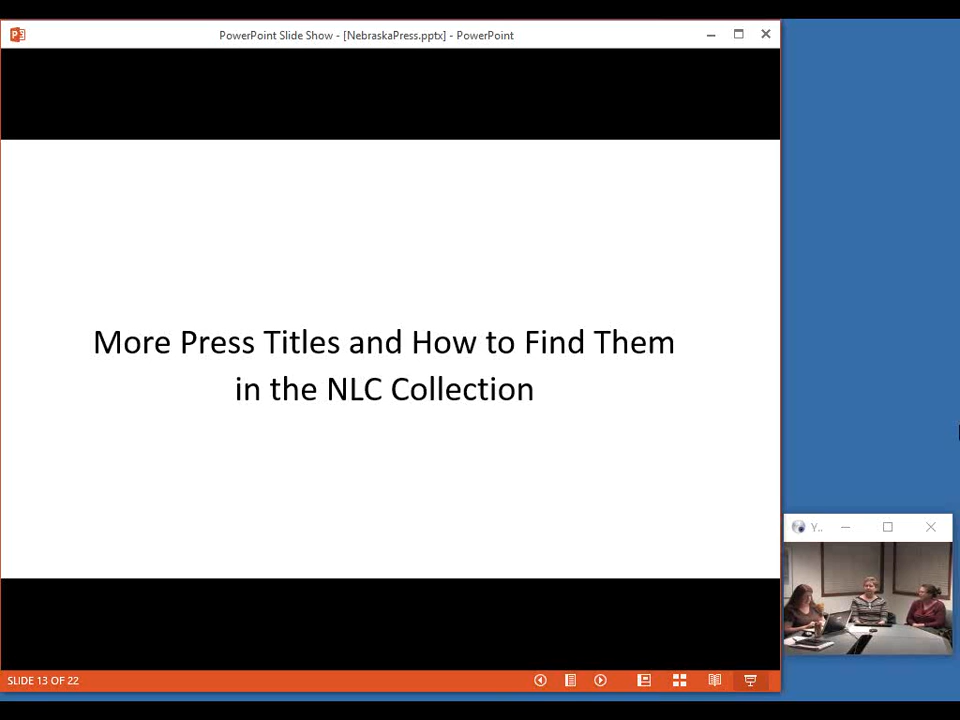 PowerPoint Slide Show - [NebraskaPress.pptx] - PowerPoint
More Press Titles and How to Find Them
in the NLC Collection
Y..
SLIDE 13 OF 22